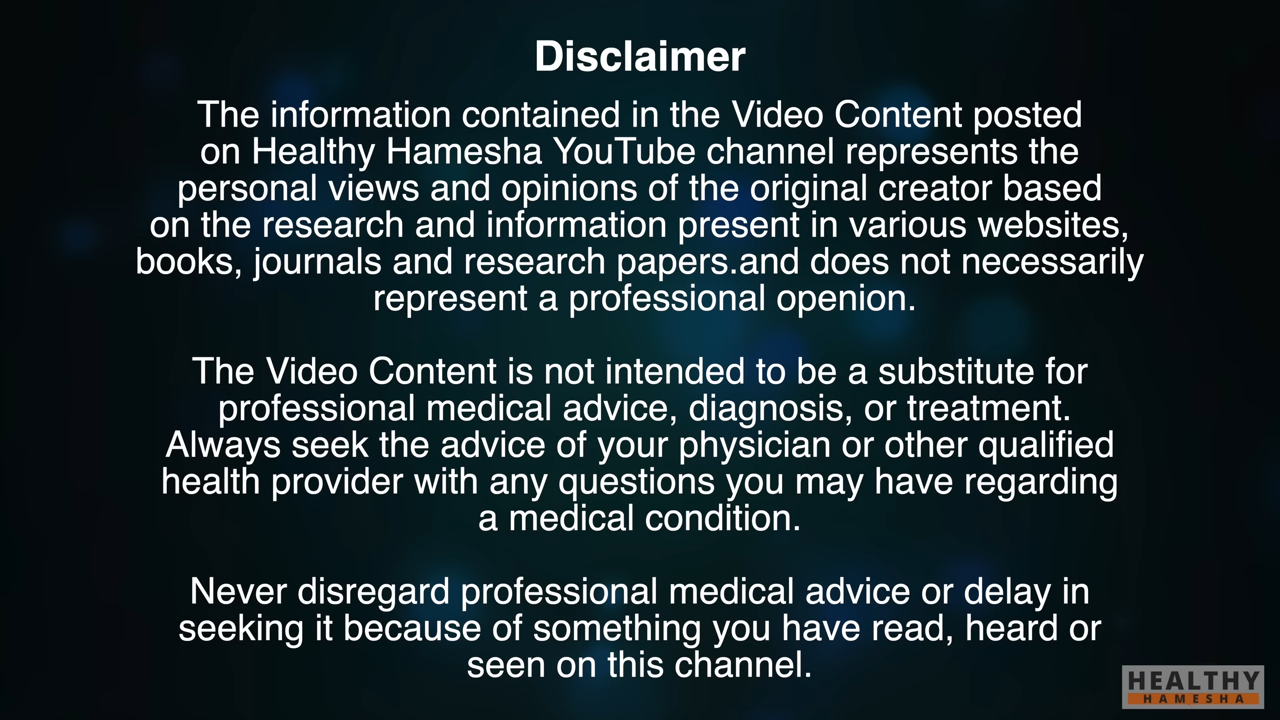 Disclaimer
The information contained in the Video Content posted
on Healthy Hamesha YouTube channel represents the
personal views and opinions of the original creator based
on the research and information present in various websites,
books, journals and research papers.and does not necessarily
represent a professional openion.
The Video Content is not intended to be a substitute for
professional medical advice, diagnosis, or treatment.
Always seek the advice of your physician or other qualified
health provider with any questions you may have regarding
a medical condition.
Never disregard professional medical advice or delay in
seeking it because of something you have read, heard or
seen on this channel.
HEALTHY
HAMESHA